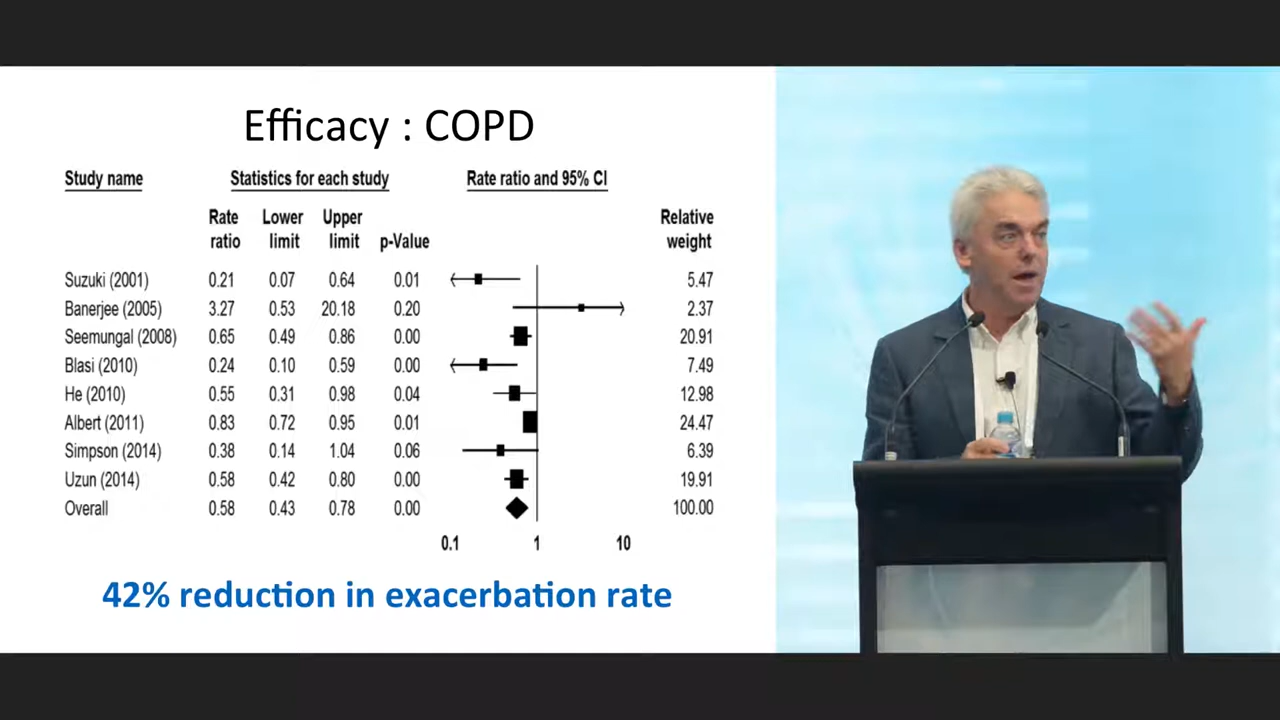 Efficacy : COPD
Study name Statistics for each study Rate ratio and 95% CI
Rate Lower Upper Relative
ratio limit limit p-Value weight
Suzuki (2001) 0.21 0.07 0.64 0.01 5.47
Banerjee (2005) 3.27 0.53 20.18 0.20 2.37
Seemungal (2008) 0.65 0.49 0.86 0.00 20.91
Blasi (2010) 0.24 0.10 0.59 0.00 7.49
He (2010) 0.55 0.31 0.98 0.04 12.98
Albert (2011) 0.83 0.72 0.95 0.01 24.47
Simpson (2014) 0.38 0.14 1.04 0.06 6.39
Uzun (2014) 0.58 0.42 0.80 0.00 19.91
Overall 0.58 0.43 0.78 0.00 100.00
0.1 1 10
42% reduction in exacerbation rate